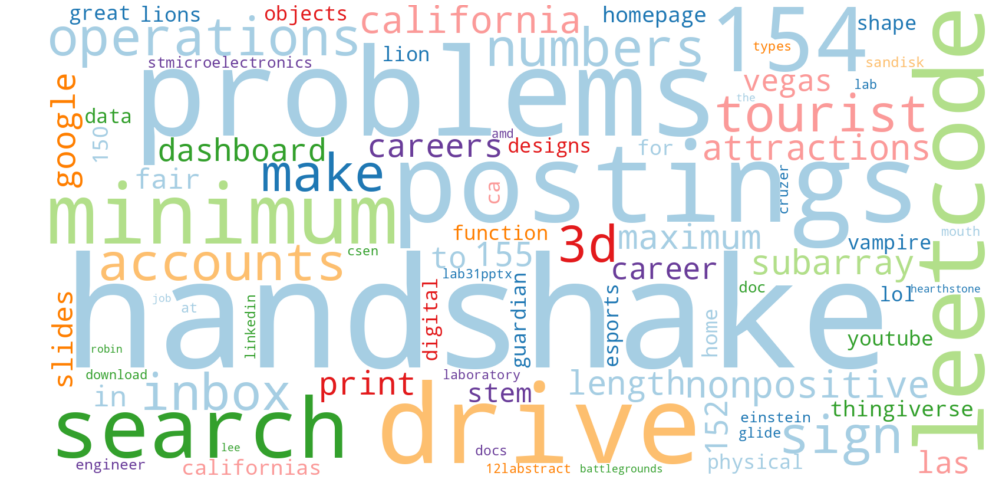 great lions
objects
california
homepage
154
shape
operations
numbers
lion
types
stmicroelectronics
sandisk
problems
google
vegas
lab
the
leetcode
data
150
tourist
amd
careers
designs
for
attractions
dashboard
make
fair
postings
ca
cruzer
minimum
function
3d
maximum
mouth
vampire
accounts
csen
to
155
career
subarray
lab31pptx
doc
lol
hearthstone
handshake
job
at
slides
linkedin
digital
guardian
esports
home
youtube
robin
download
in
inbox
print
laboratory
stem
length
nonpositive
search
drive
152
einstein
glide
thingiverse
sign
lee
docs
engineer
californias
12labstract
battlegrounds
physical
las